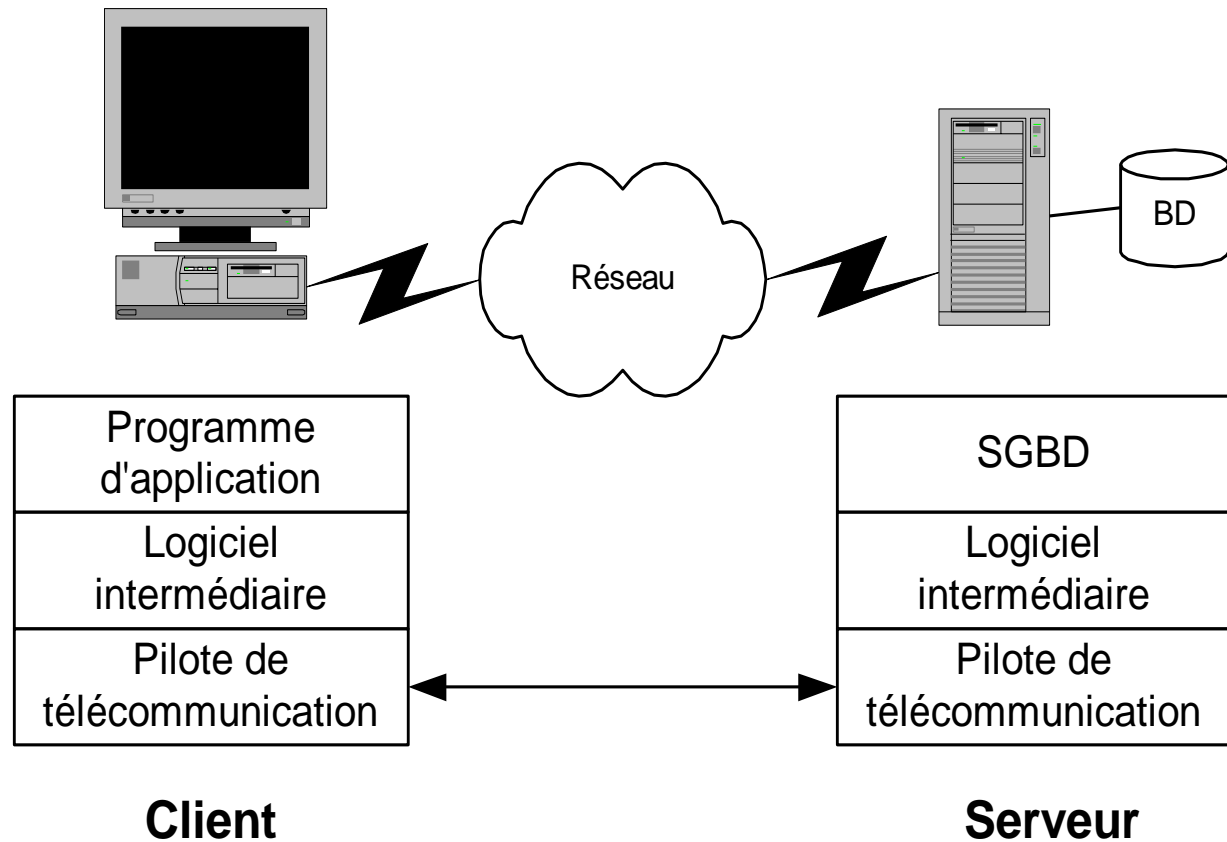 Réseau
BD
Programme
d'application
Logiciel
intermédiaire
Pilote de
télécommunication
Client
SGBD
Logiciel
intermédiaire
Pilote de
télécommunication
Serveur